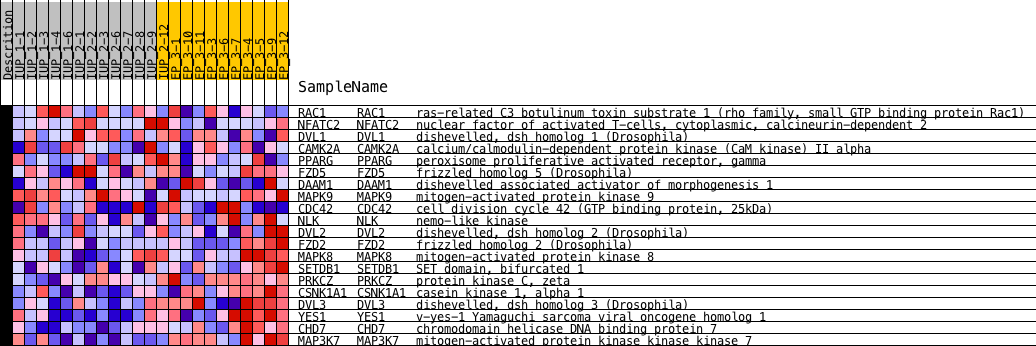 Descrition
IUP_1-1
IUP_1-2
IUP_1-3
IUP_1-4
IUP_1-6
IUP_2-1
IUP_2-2
IUP_2-3
IUP_2-6
IUP_2-7
IUP_2-8
IUP_2-9
IUP_2-12
EP_3-1
EP_3-10
EP_3-11
EP_3-3
EP_3-6
EP_3-7
EP_3-4
EP_3-5
EP_3-9
EP_3-12
SampleName
RAC1 RAC1 ras-related C3 botulinum toxin substrate 1 (rho family, small GTP binding protein Rac1)
NFATC2 NFATC2 nuclear factor of activated T-cells, cytoplasmic, calcineurin-dependent 2
DVL1 DVL1 dishevelled, dsh homolog 1 (Drosophila)
CAMK2A CAMK2A calcium/calmodulin-dependent protein kinase (CaM kinase) II alpha
PPARG PPARG peroxisome proliferative activated receptor, gamma
FZD5 FZD5 frizzled homolog 5 (Drosophila)
DAAM1 DAAM1 dishevelled associated activator of morphogenesis 1
MAPK9 MAPK9 mitogen-activated protein kinase 9
CDC42 CDC42 cell division cycle 42 (GTP binding protein, 25kDa)
NLK NLK nemo-like kinase
DVL2 DVL2 dishevelled, dsh homolog 2 (Drosophila)
FZD2 FZD2 frizzled homolog 2 (Drosophila)
MAPK8 MAPK8 mitogen-activated protein kinase 8
SETDB1 SETDB1 SET domain, bifurcated 1
PRKCZ PRKCZ protein kinase C, zeta
CSNK1A1 CSNK1A1 casein kinase 1, alpha 1
DVL3 DVL3 dishevelled, dsh homolog 3 (Drosophila)
YES1 YES1 v-yes-1 Yamaguchi sarcoma viral oncogene homolog 1
CHD7 CHD7 chromodomain helicase DNA binding protein 7
MAP3K7 MAP3K7 mitogen-activated protein kinase kinase kinase 7